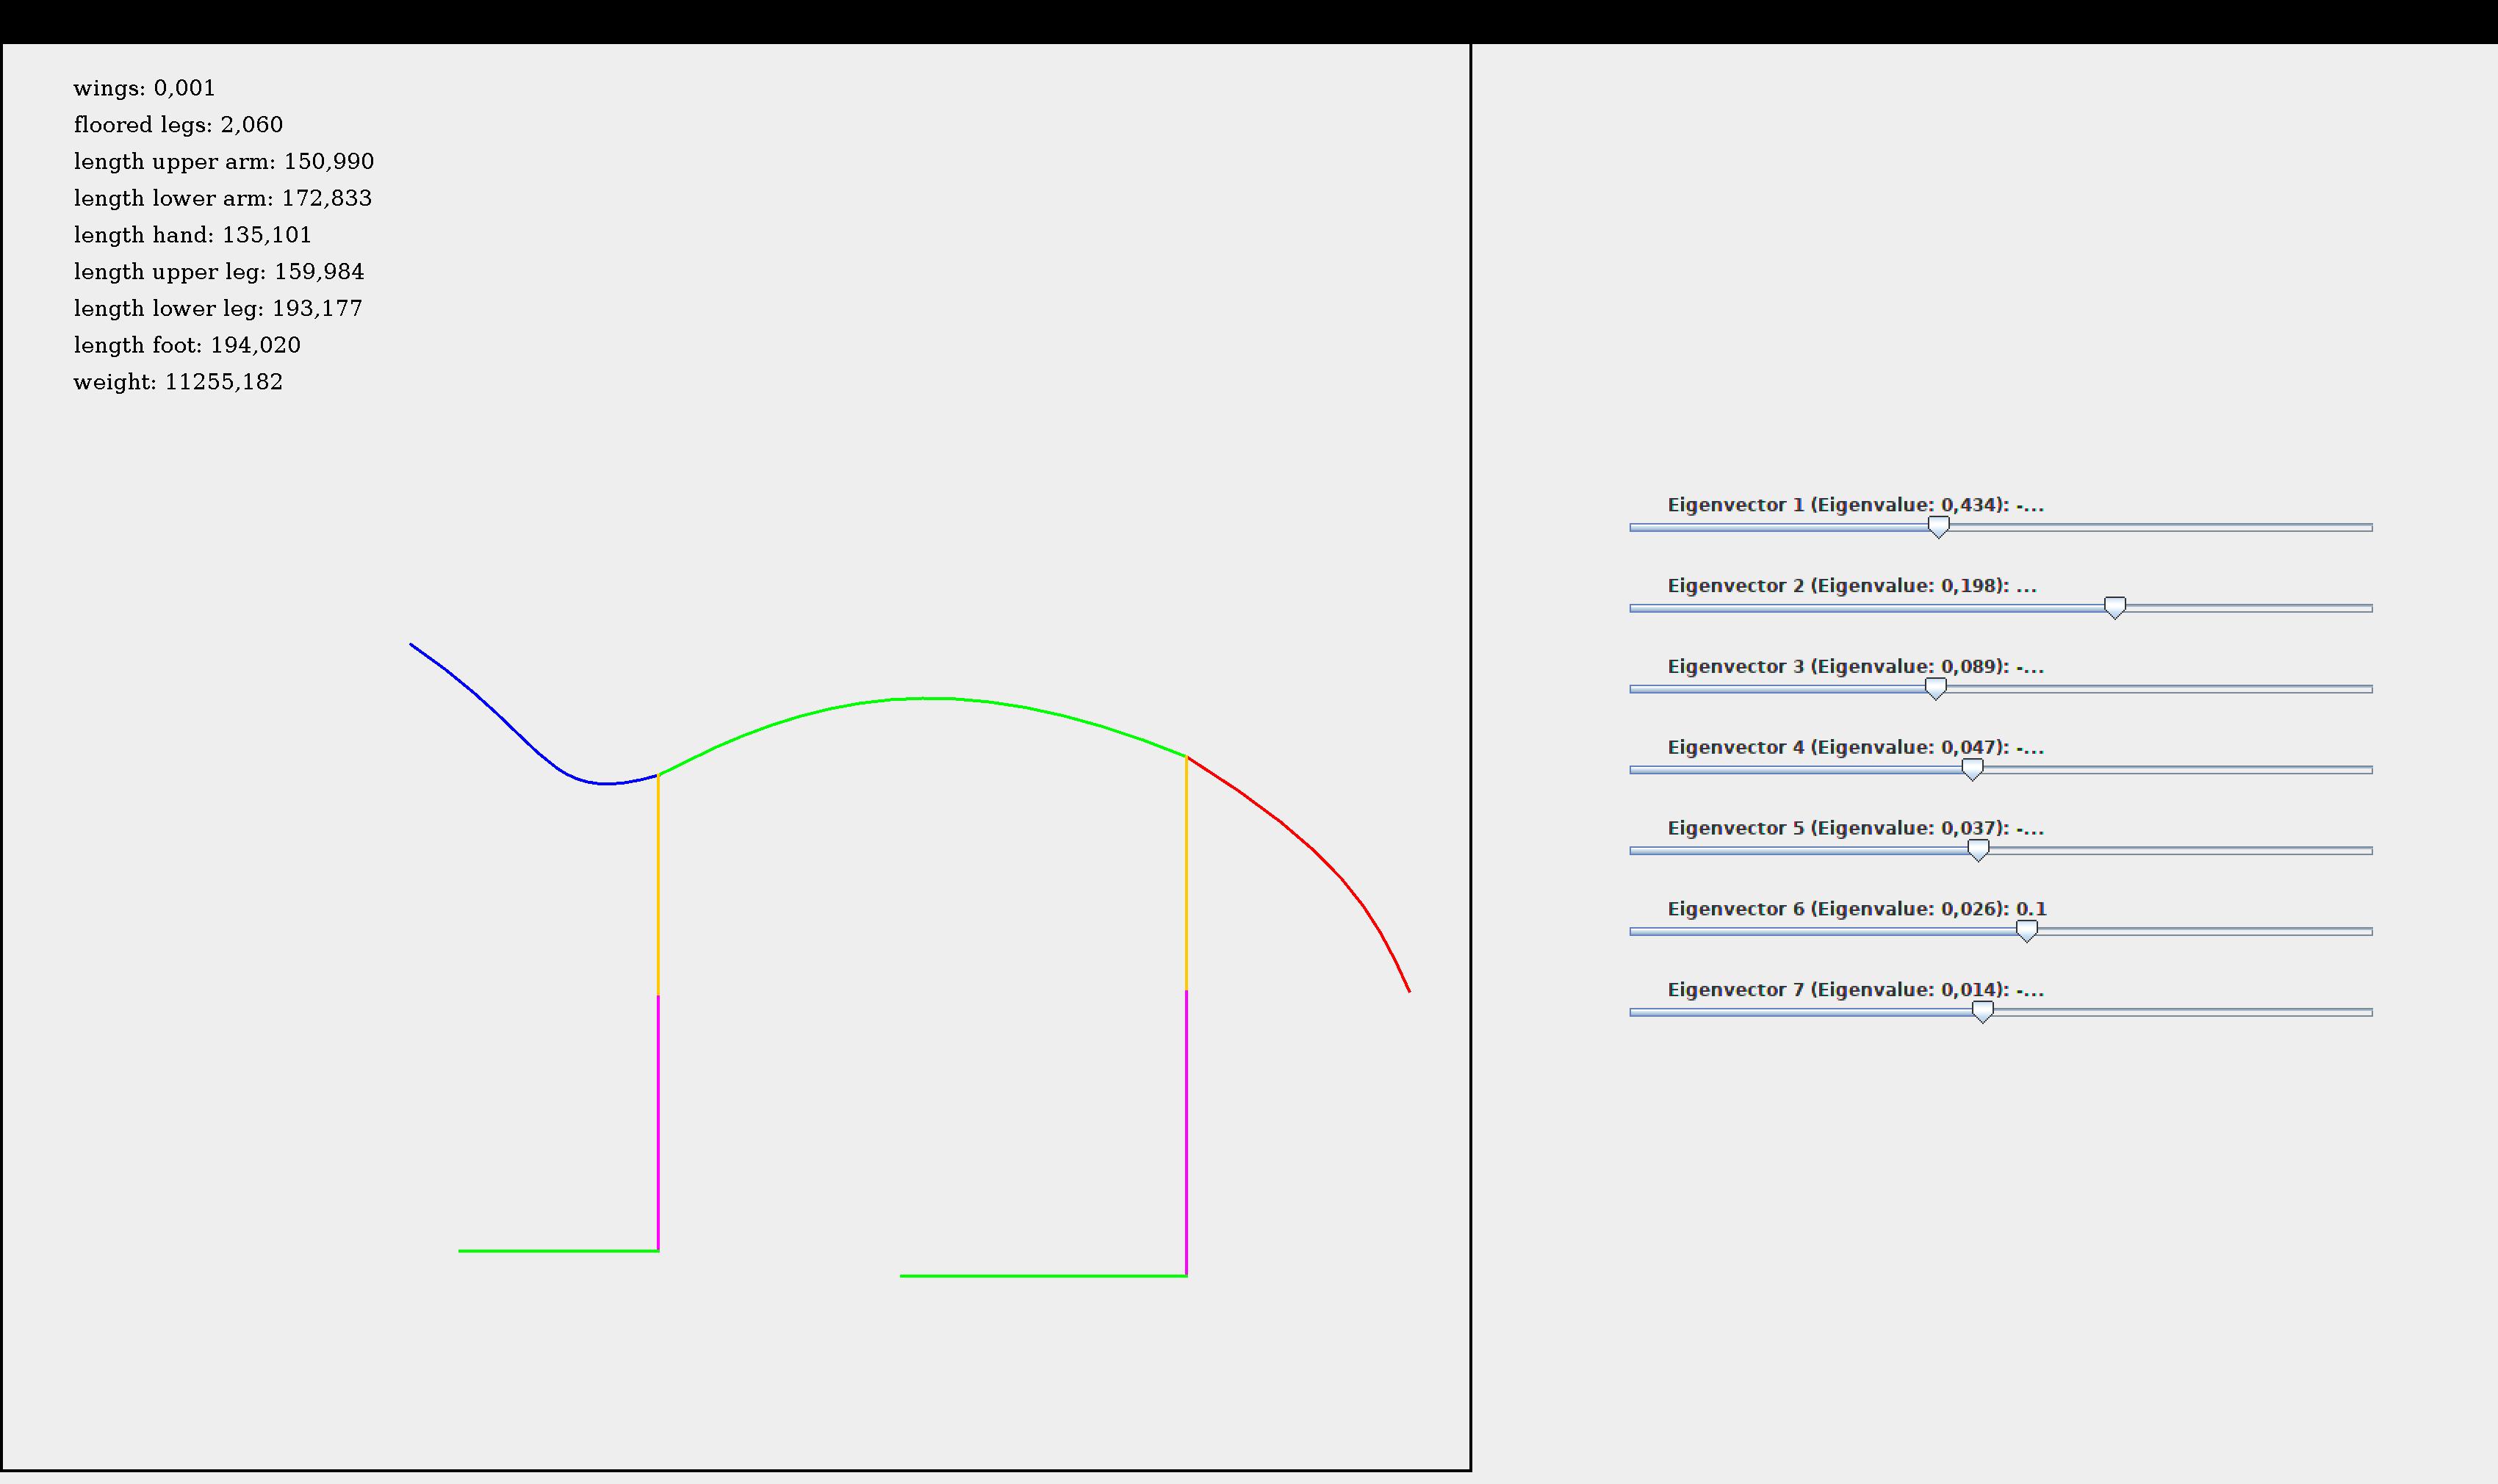 wings: 0,001
floored legs: 2,060
length upper arm: 150,990
length lower arm: 172,833
length hand: 135,101
length upper leg: 159,984
length lower leg: 193,177
length foot: 194,020
weight: 11255,182
Eigenvector 1 (Eigenvalue: 0,434): -...
Eigenvector 2 (Eigenvalue: 0,198): ...
Eigenvector 3 (Eigenvalue: 0,089): -...
Eigenvector 4 (Eigenvalue: 0,047): -...
Eigenvector 5 (Eigenvalue: 0,037): -...
Eigenvector 6 (Eigenvalue: 0,026): 0.1
Eigenvector 7 (Eigenvalue: 0,014): -...